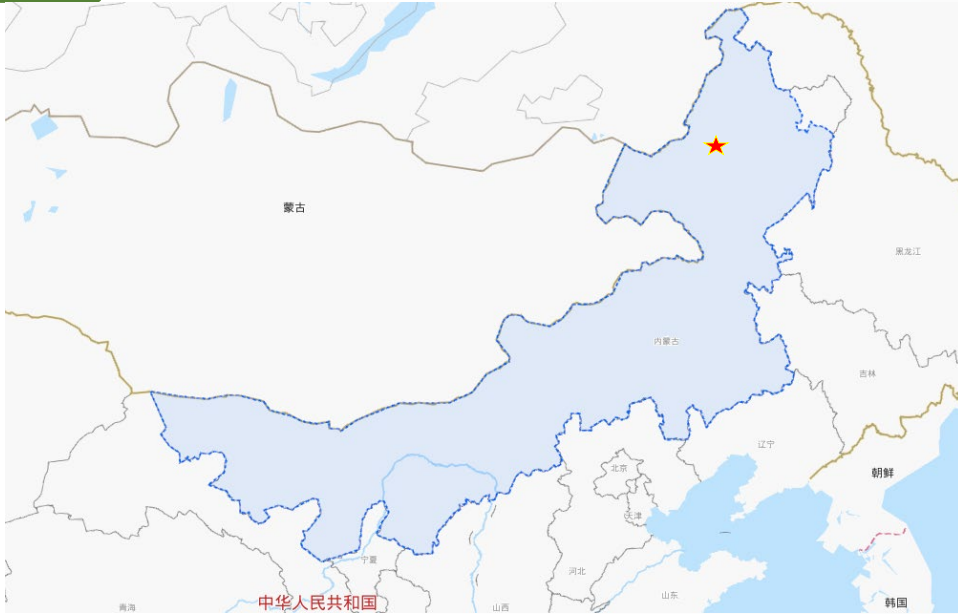 蒙古
黑龙江
内蒙古
吉林
辽宁
北京
朝鲜
天津
宁夏
河北
山东
中华人民共和国
青海
山西
韩国